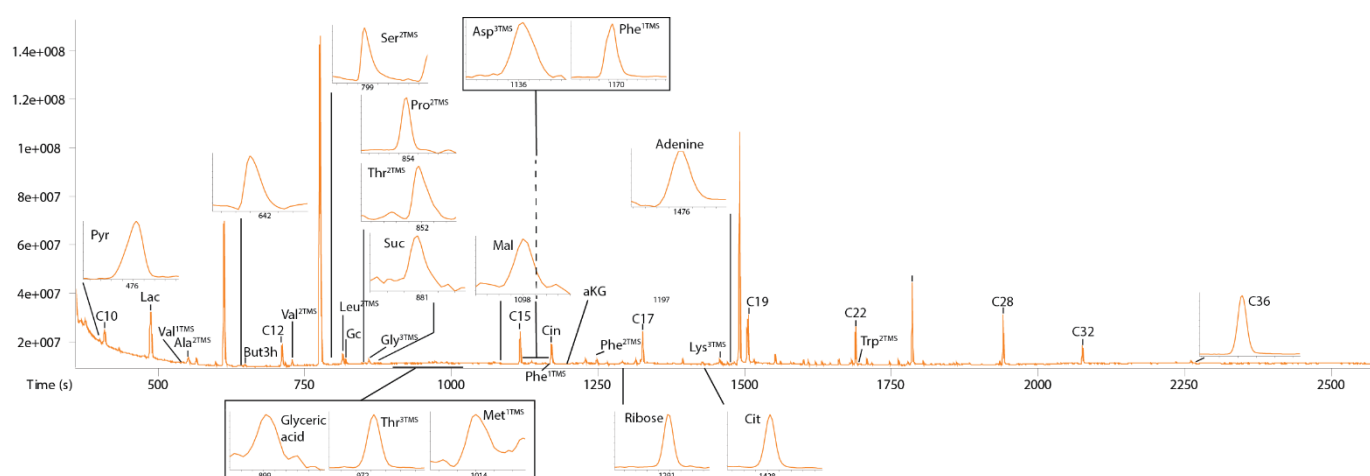 1.4e+008
1.2e+008
1e+008
8e+007
6e+007
4e+007
2e+007
Time (s)
500
750
1000
1250
1500
1750
2000
2250
2500
Pyr
476
C10
Lac
Val1TMS
Ala2TMS
642
But3h
C12
Val2TMS
Ser2TMS
799
Pro2TMS
854
Thr2TMS
852
Suc
881
Leu2TMS
Gc
Gly3TMS
Asp3TMS
1136
Phe1TMS
1170
Mal
1098
aKG
1197
C15
Cin
Phe1TMS
Phe2TMS
C17
Lys3TMS
Adenine
1476
C19
C22
Trp2TMS
C28
C32
C36
Glyceric
acid
899
Thr3TMS
972
Met1TMS
1014
Ribose
1291
Cit
1428